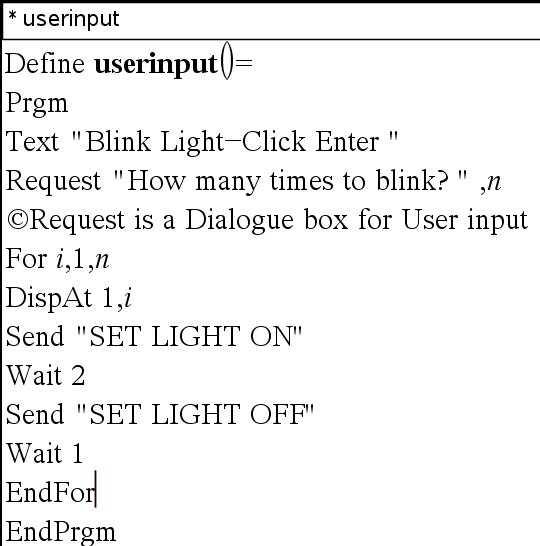 * userinput
Define userinput()=
Prgm
Text "Blink Light−Click Enter "
Request "How many times to blink? " ,n
©Request is a Dialogue box for User input
For i,1,n
DispAt 1,i
Send "SET LIGHT ON"
Wait 2
Send "SET LIGHT OFF"
Wait 1
EndFor
EndPrgm